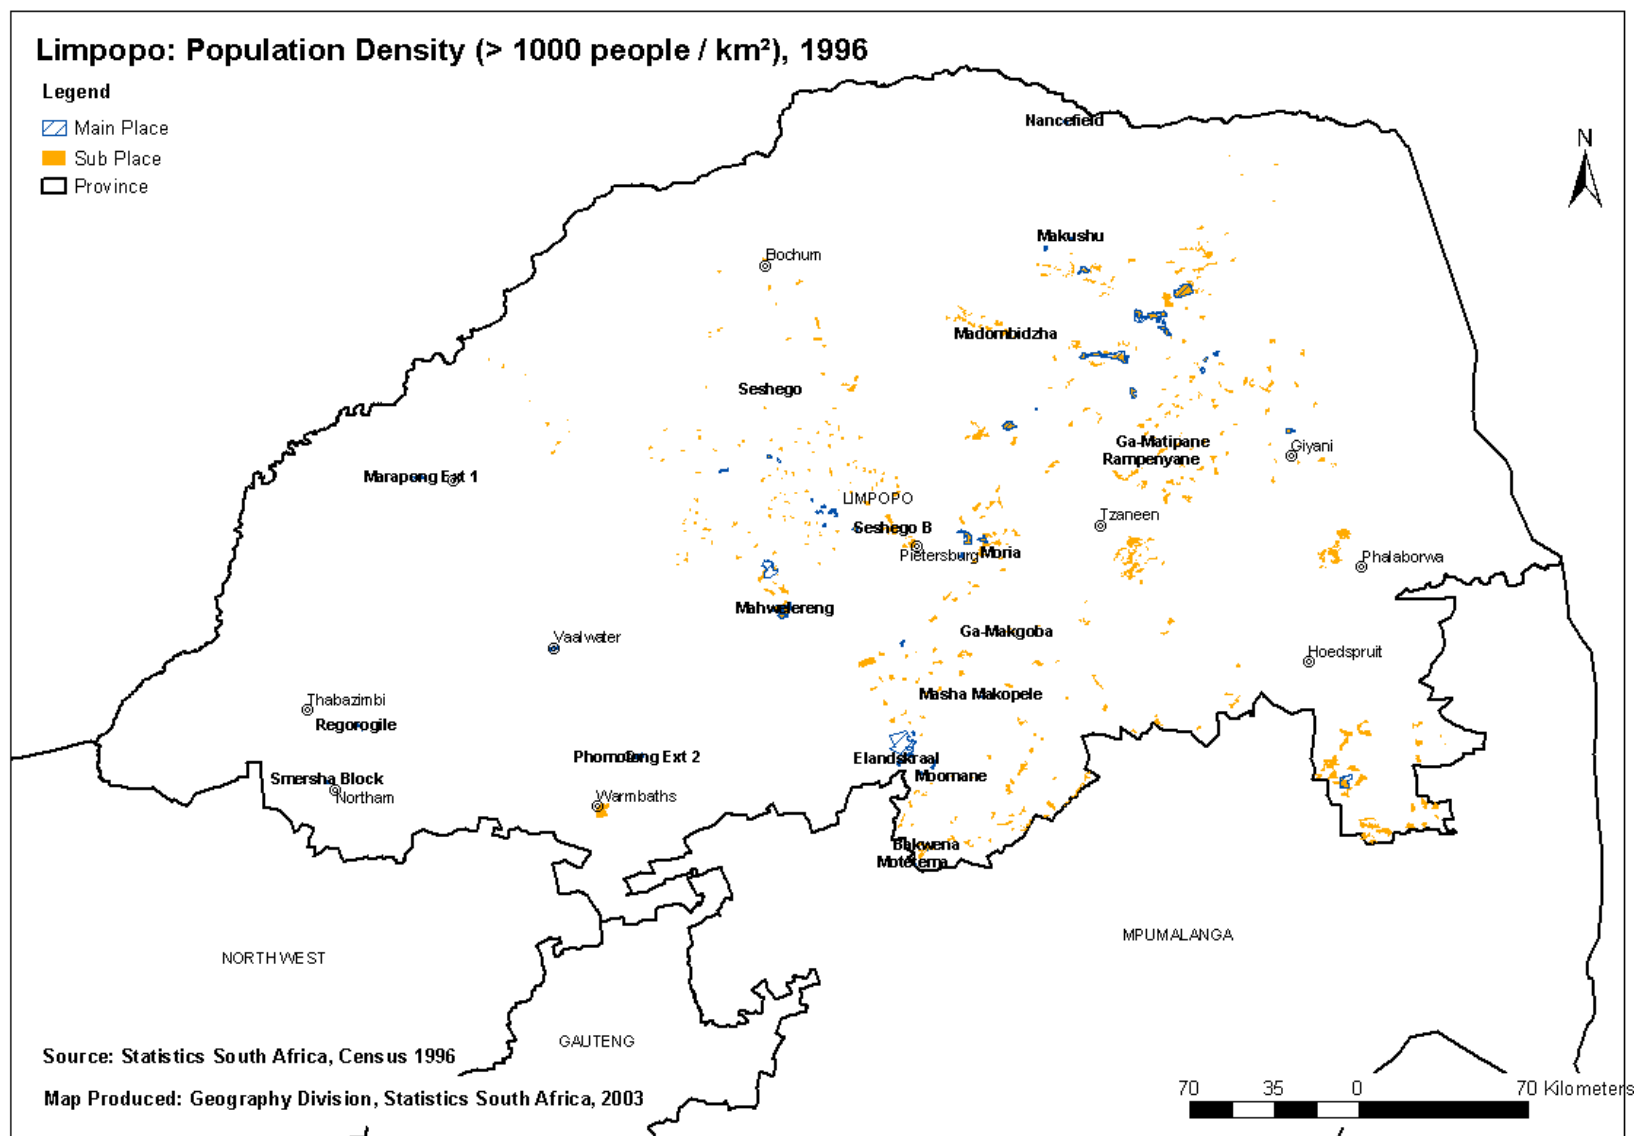 Limpopo: Population Density (> 1000 people / km²), 1996
Legend
Main Place
Sub Place
Province
N
Nancefield
Makushu
Bochum
Madombidzha
Seshego
Ga-Matipane
Rampenyane
Giyani
Marapong Ext 1
LIMPOPO
Tzaneen
Seshego B
Pietersburg
Moria
Phalaborwa
Mahwelereng
Ga-Makgoba
Vaalwater
Hoedspruit
Masha Makopele
Thabazimbi
Regorogile
Phomolong Ext 2
Elandskraal
Moomane
Smersha Block
Northam
Warmbaths
Bakwena
Motetema
MPUMALANGA
NORTH WEST
GAUTENG
Source: Statistics South Africa, Census 1996
Map Produced: Geography Division, Statistics South Africa, 2003
70 35 0 70 Kilometers